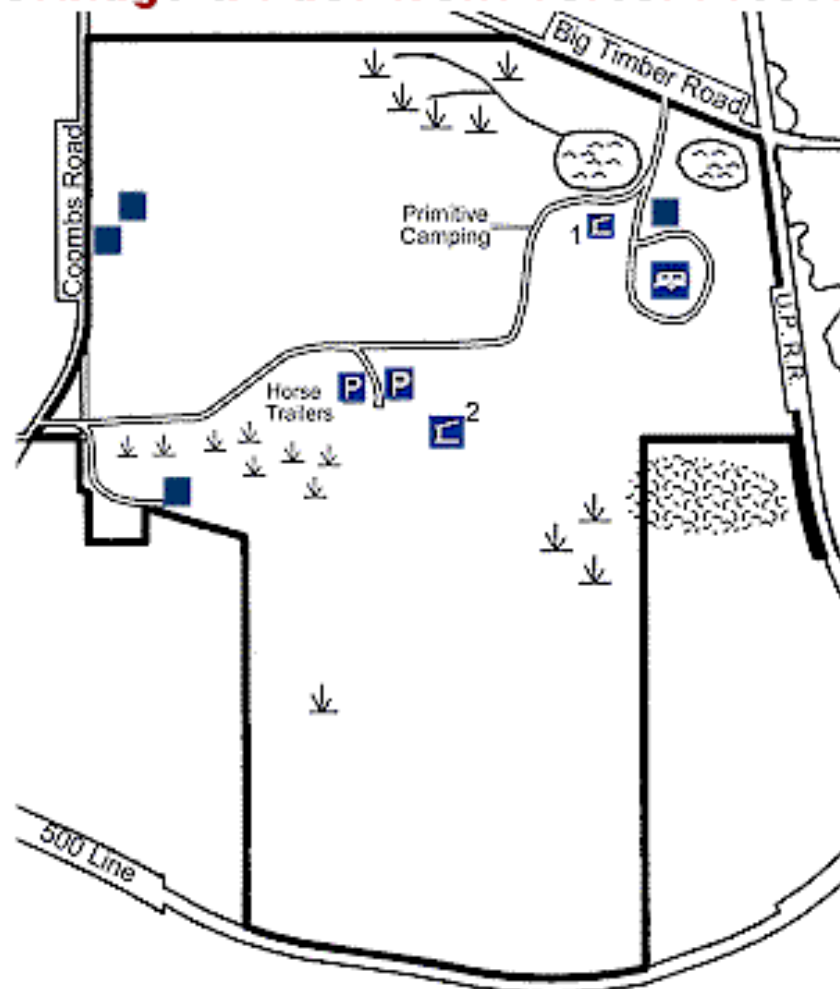 Big Timber Road
Coombs Road
Primitive
Camping
1
U.P. R.R.
P
P
Horse
Trailers
2
500 Line